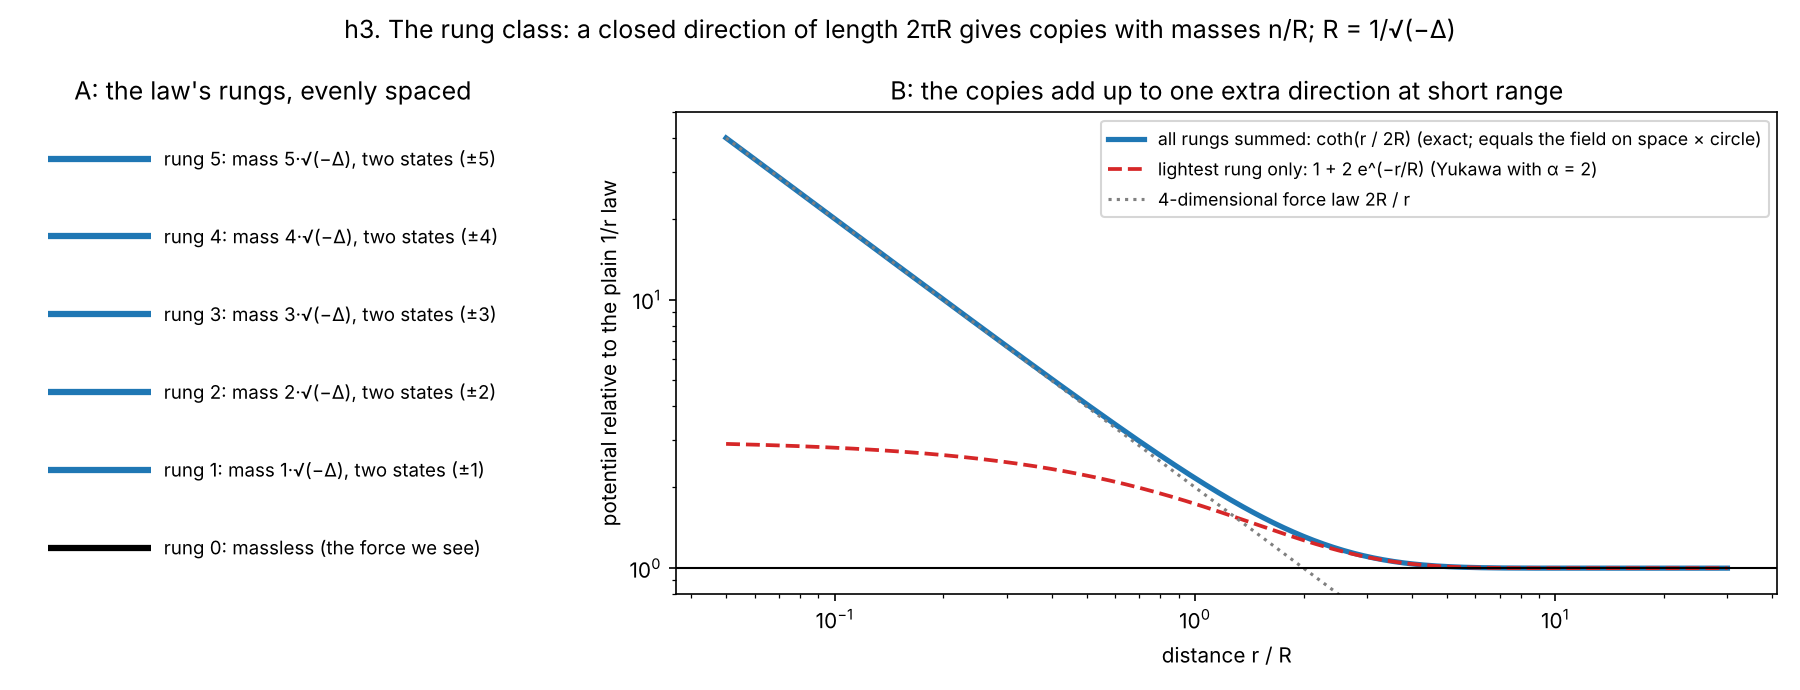 h3. The rung class: a closed direction of length 2πR gives copies with masses n/R; R = 1/√(−Δ)
A: the law's rungs, evenly spaced
rung 5: mass 5·√(−Δ), two states (±5)
rung 4: mass 4·√(−Δ), two states (±4)
rung 3: mass 3·√(−Δ), two states (±3)
rung 2: mass 2·√(−Δ), two states (±2)
rung 1: mass 1·√(−Δ), two states (±1)
rung 0: massless (the force we see)
B: the copies add up to one extra direction at short range
all rungs summed: coth(r / 2R) (exact; equals the field on space × circle)
lightest rung only: 1 + 2 e^(−r/R) (Yukawa with α = 2)
4-dimensional force law 2R / r
potential relative to the plain 1/r law
10¹
10⁰
10⁻¹
10⁰
10¹
distance r / R